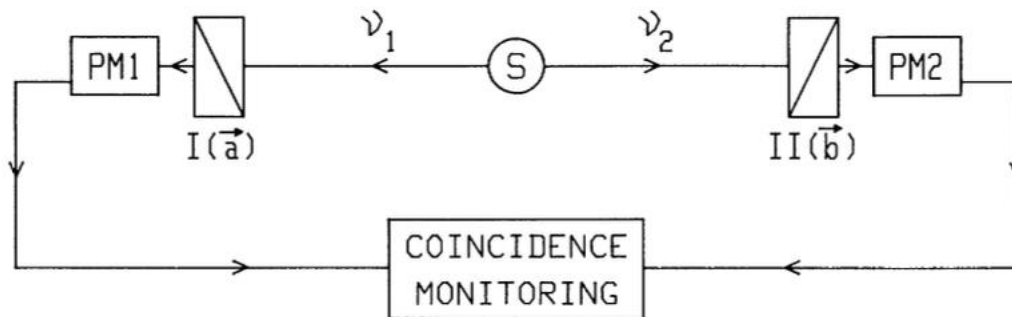 ν₁
ν₂
PM1
S
PM2
I(a⃗)
II(b⃗)
COINCIDENCE
MONITORING